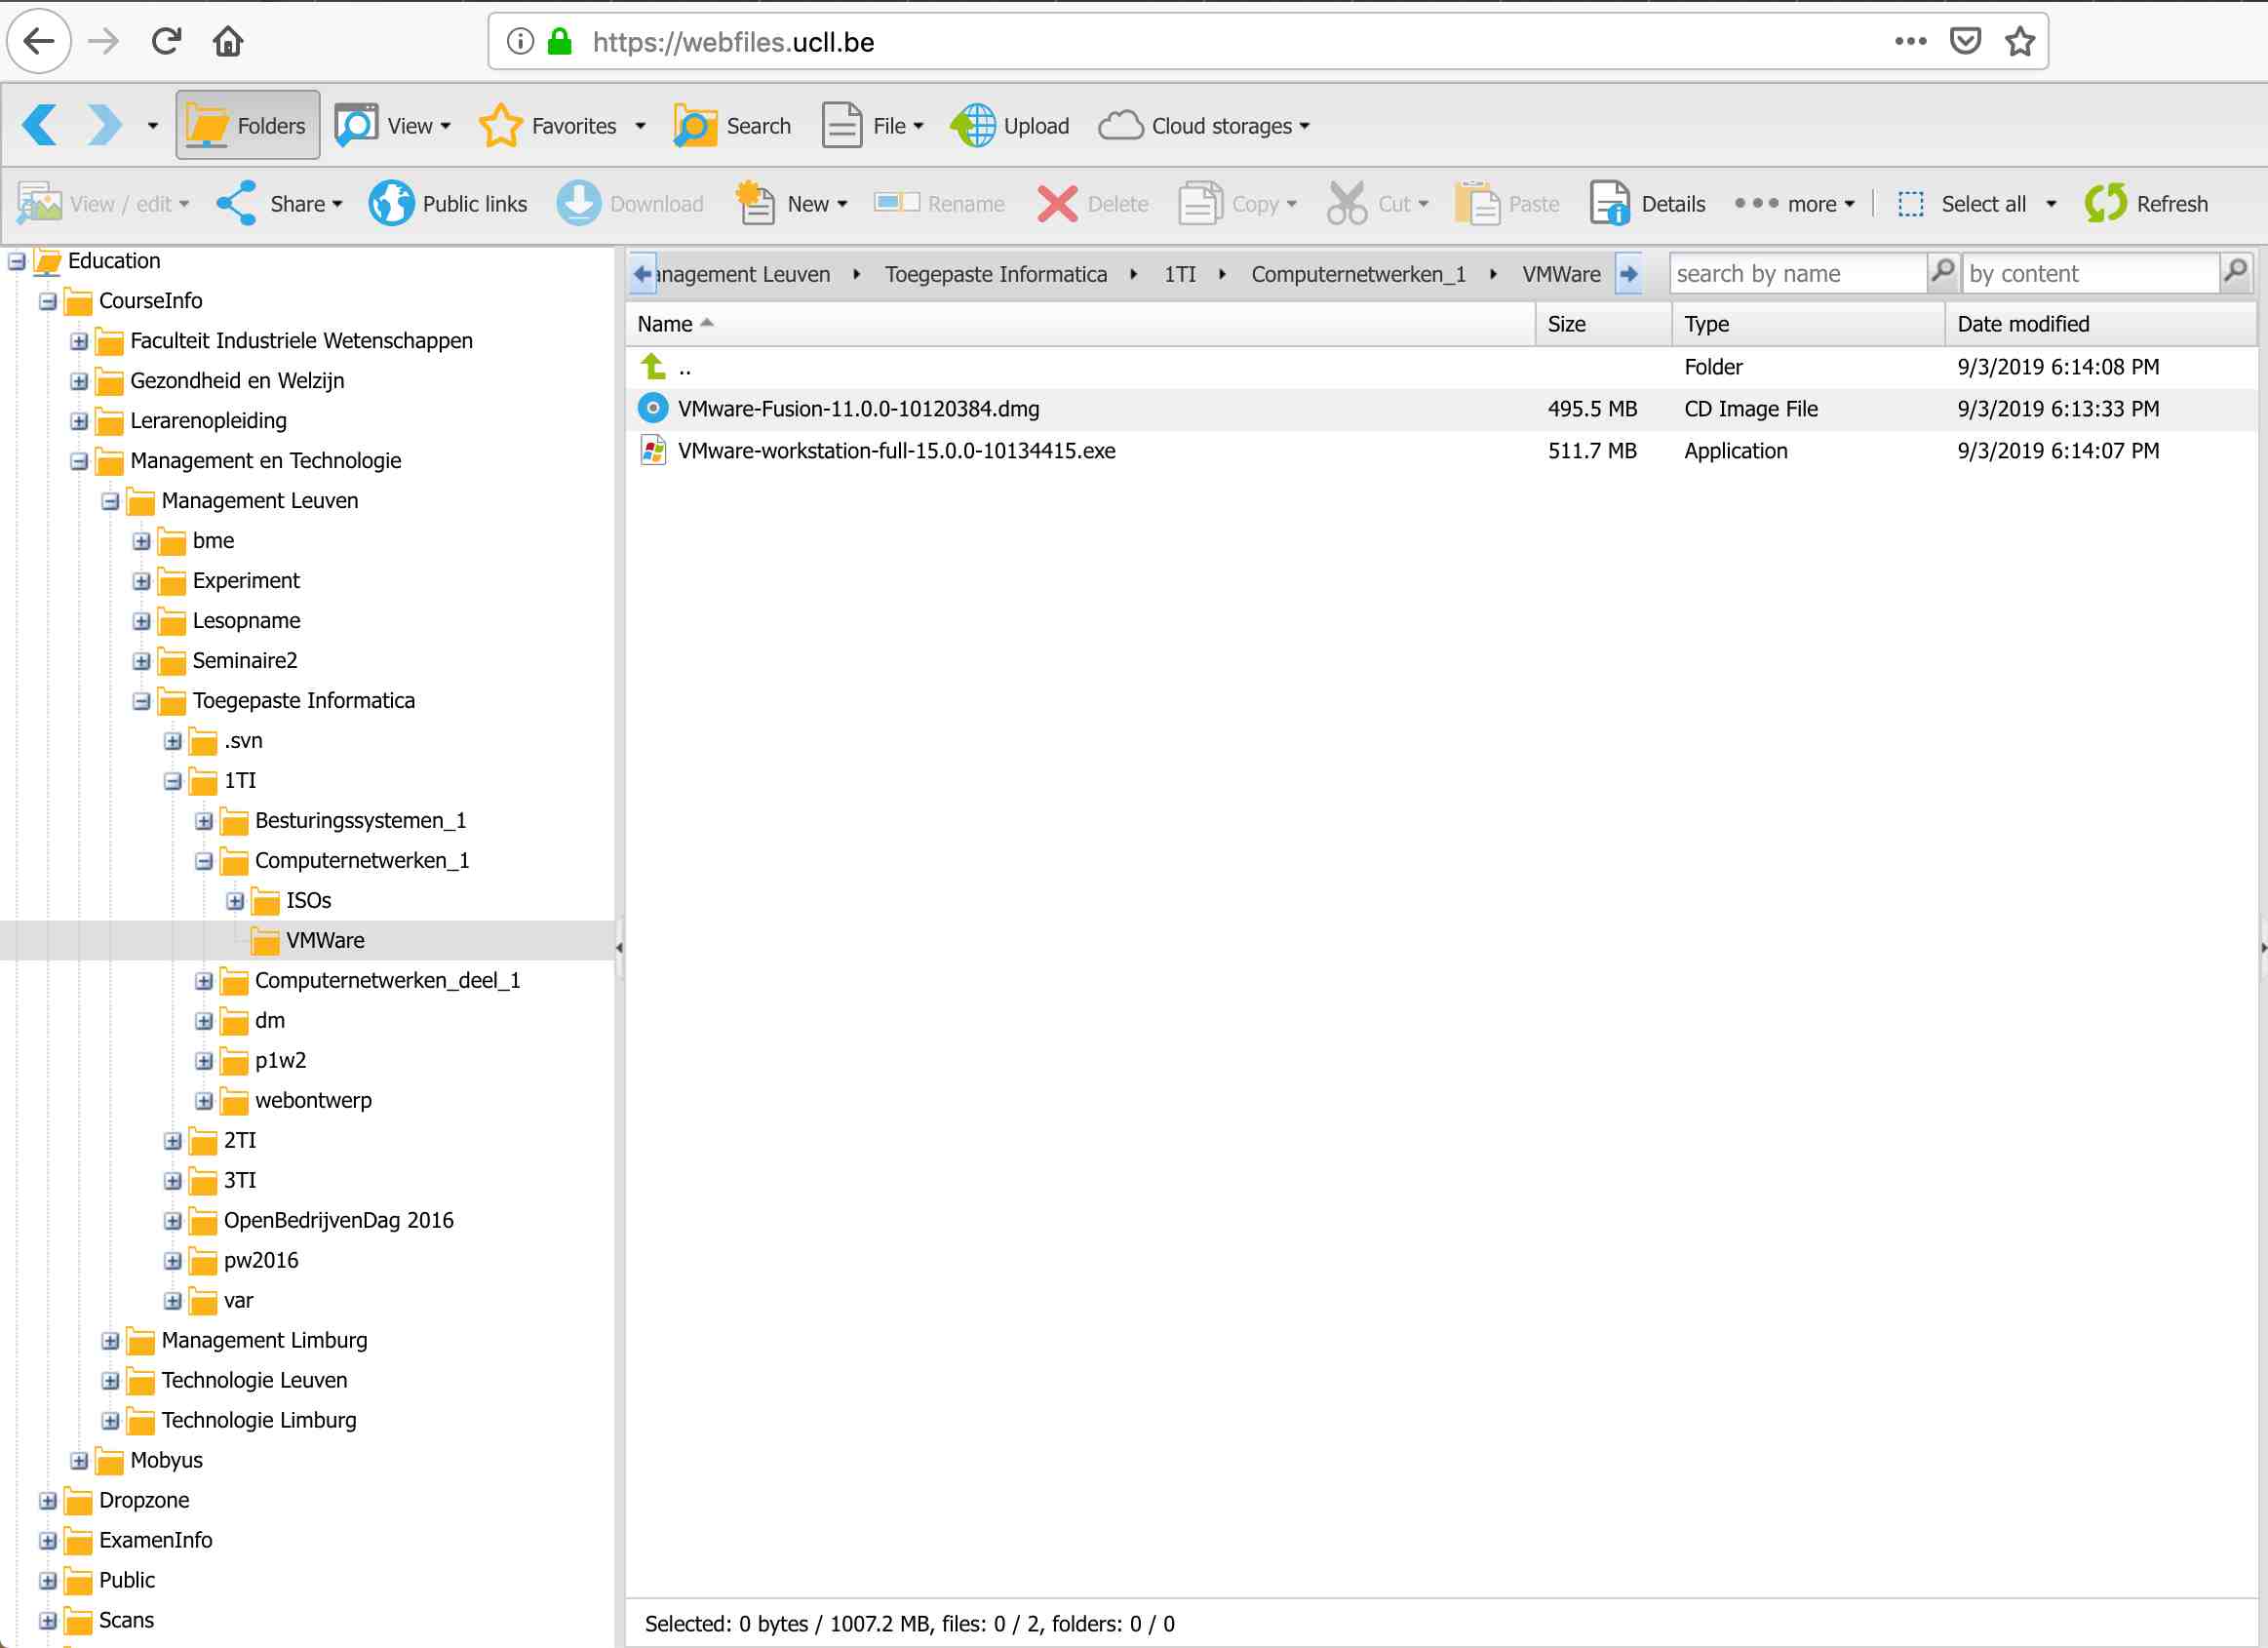 https://webfiles.ucll.be
Folders View Favorites Search File Upload Cloud storages
View / edit Share Public links Download New Rename Delete Copy Cut Paste Details more Select all Refresh
Education
CourseInfo
Faculteit Industriele Wetenschappen
Gezondheid en Welzijn
Lerarenopleiding
Management en Technologie
Management Leuven
bme
Experiment
Lesopname
Seminaire2
Toegepaste Informatica
.svn
1TI
Besturingssystemen_1
Computernetwerken_1
ISOs
VMWare
Computernetwerken_deel_1
dm
p1w2
webontwerp
2TI
3TI
OpenBedrijvenDag 2016
pw2016
var
Management Limburg
Technologie Leuven
Technologie Limburg
Mobyus
Dropzone
ExamenInfo
Public
Scans
anagement Leuven Toegepaste Informatica 1TI Computernetwerken_1 VMWare search by name by content
Name Size Type Date modified
.. Folder 9/3/2019 6:14:08 PM
VMware-Fusion-11.0.0-10120384.dmg 495.5 MB CD Image File 9/3/2019 6:13:33 PM
VMware-workstation-full-15.0.0-10134415.exe 511.7 MB Application 9/3/2019 6:14:07 PM
Selected: 0 bytes / 1007.2 MB, files: 0 / 2, folders: 0 / 0